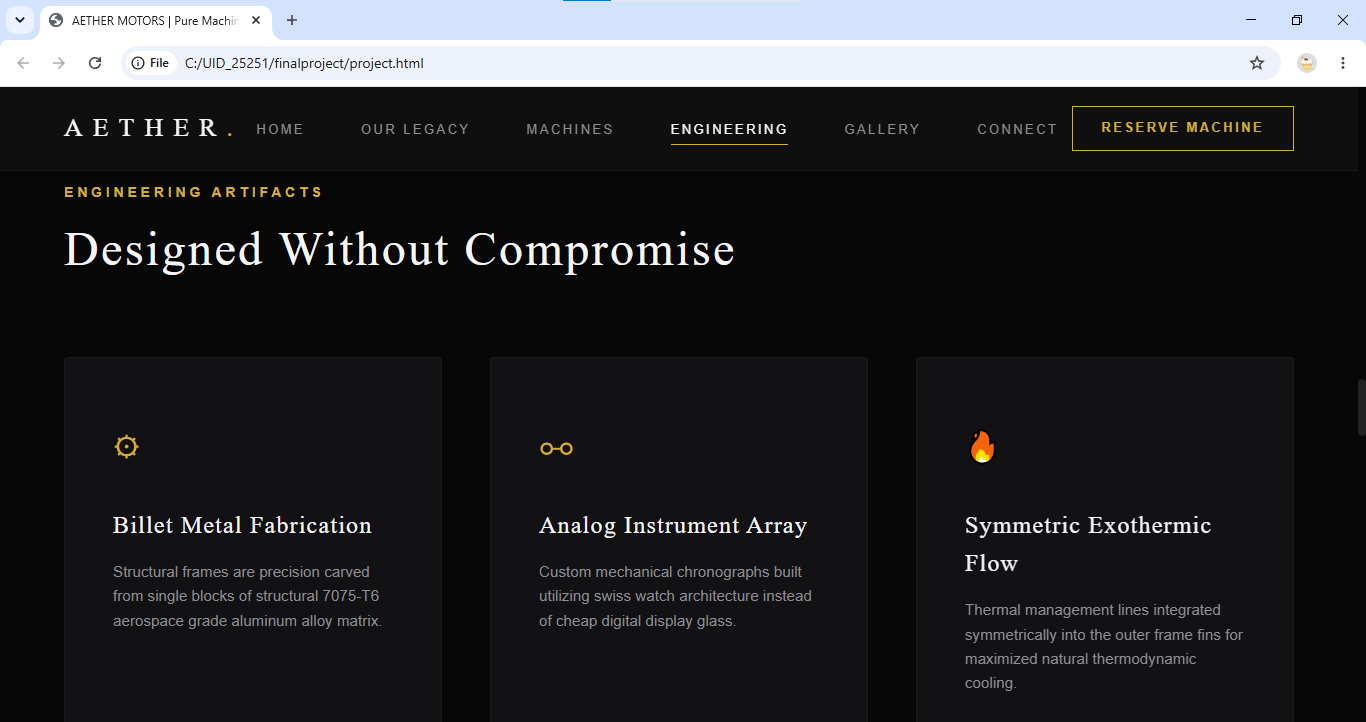 AETHER MOTORS | Pure Machin
File
C:/UID_25251/finalproject/project.html
AETHER.
HOME
OUR LEGACY
MACHINES
ENGINEERING
GALLERY
CONNECT
RESERVE MACHINE
ENGINEERING ARTIFACTS
Designed Without Compromise
Billet Metal Fabrication
Structural frames are precision carved
from single blocks of structural 7075-T6
aerospace grade aluminum alloy matrix.
Analog Instrument Array
Custom mechanical chronographs built
utilizing swiss watch architecture instead
of cheap digital display glass.
Symmetric Exothermic
Flow
Thermal management lines integrated
symmetrically into the outer frame fins for
maximized natural thermodynamic
cooling.